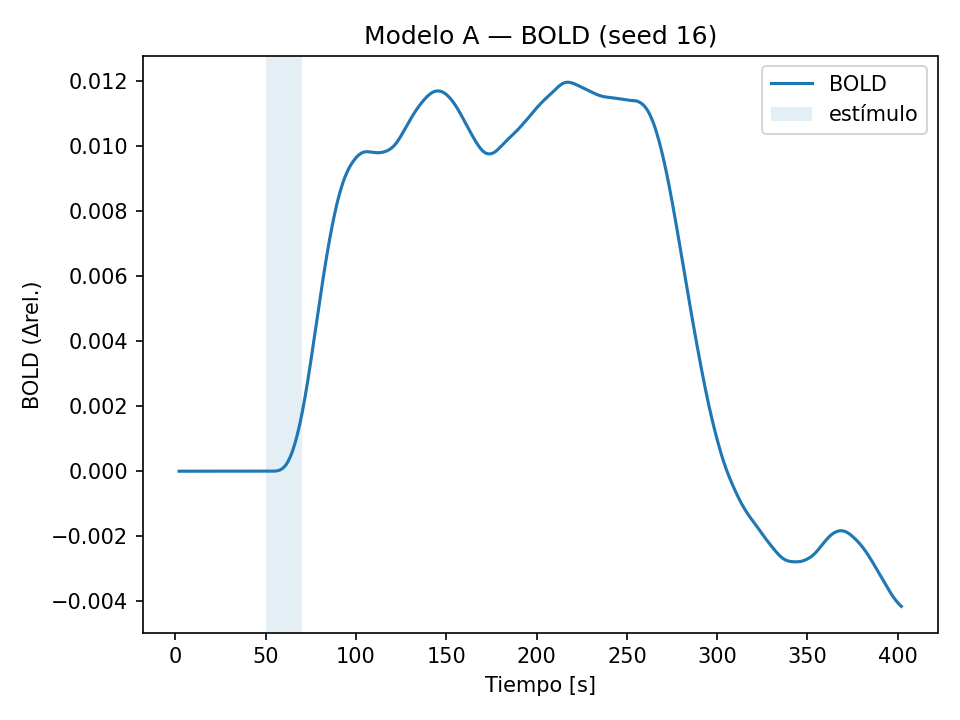 Modelo A — BOLD (seed 16)
BOLD
estímulo
BOLD (Δrel.)
0.012
0.010
0.008
0.006
0.004
0.002
0.000
−0.002
−0.004
0 50 100 150 200 250 300 350 400
Tiempo [s]